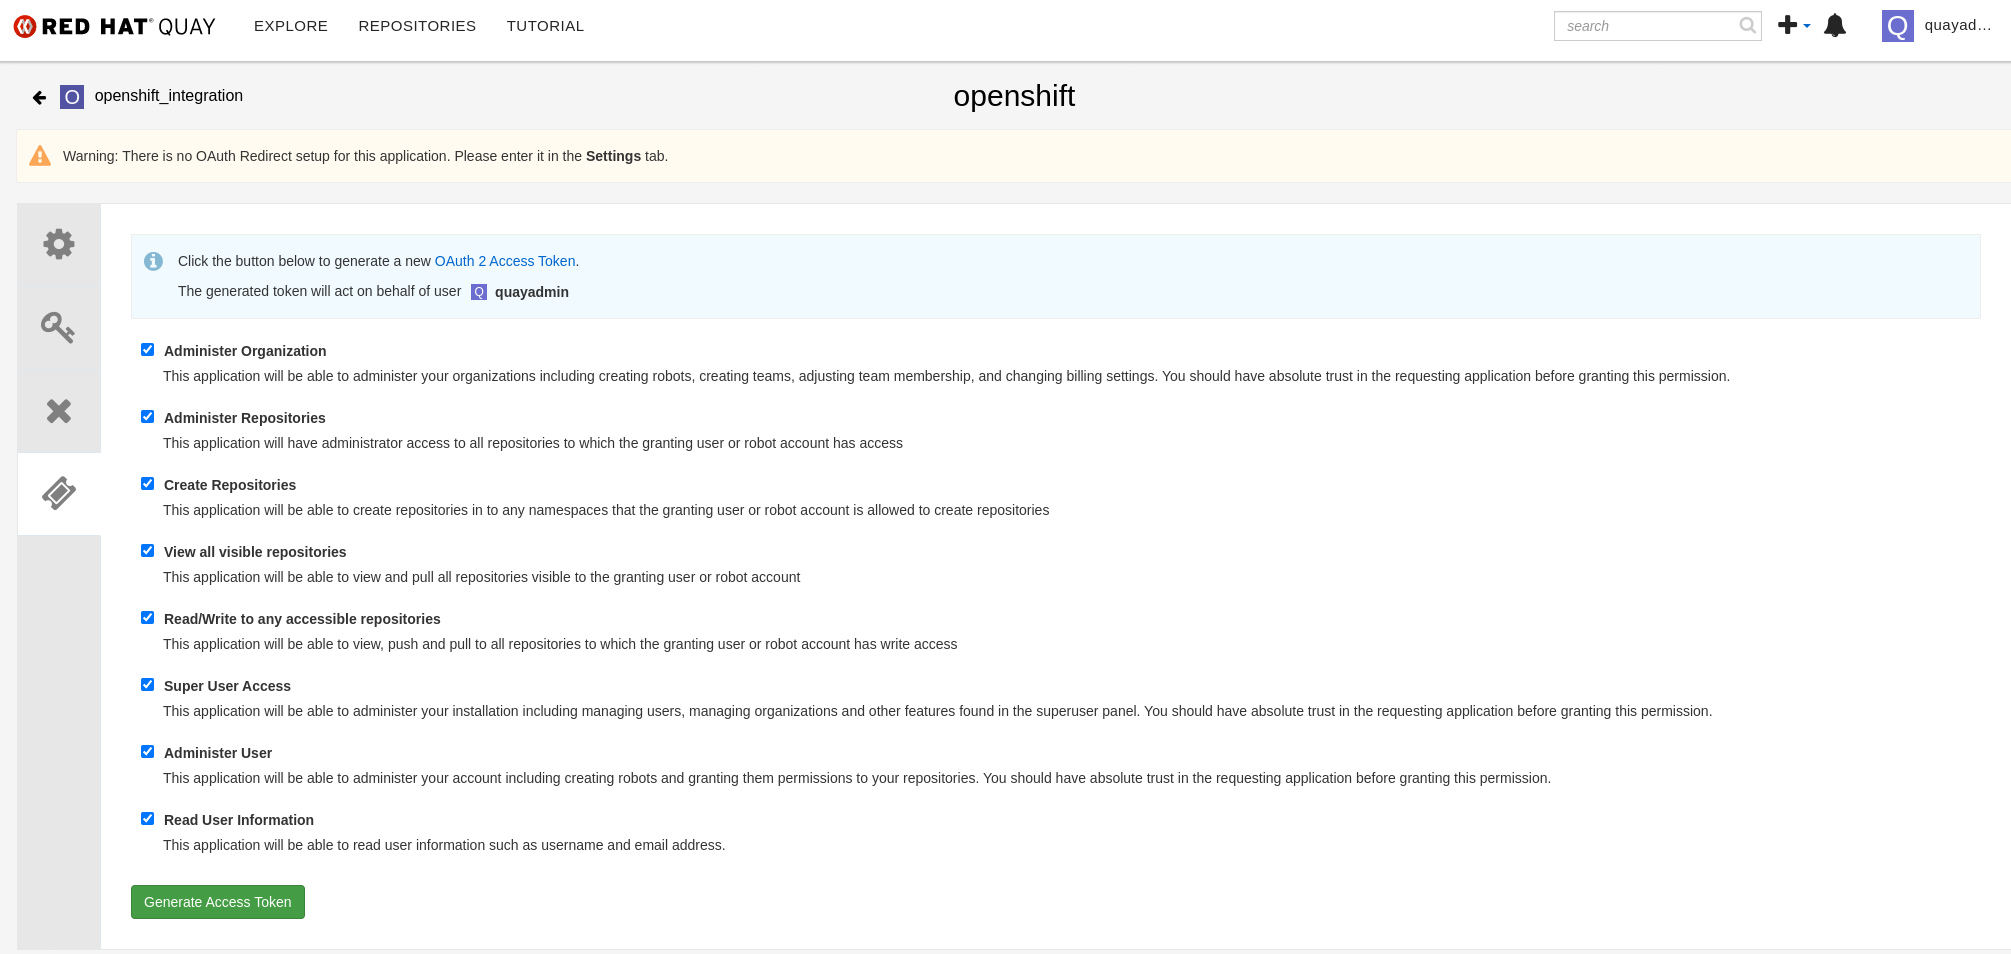 RED HAT® QUAY EXPLORE REPOSITORIES TUTORIAL search Q quayad...
O openshift_integration openshift
Warning: There is no OAuth Redirect setup for this application. Please enter it in the Settings tab.
Click the button below to generate a new OAuth 2 Access Token.
The generated token will act on behalf of user Q quayadmin
Administer Organization
This application will be able to administer your organizations including creating robots, creating teams, adjusting team membership, and changing billing settings. You should have absolute trust in the requesting application before granting this permission.
Administer Repositories
This application will have administrator access to all repositories to which the granting user or robot account has access
Create Repositories
This application will be able to create repositories in to any namespaces that the granting user or robot account is allowed to create repositories
View all visible repositories
This application will be able to view and pull all repositories visible to the granting user or robot account
Read/Write to any accessible repositories
This application will be able to view, push and pull to all repositories to which the granting user or robot account has write access
Super User Access
This application will be able to administer your installation including managing users, managing organizations and other features found in the superuser panel. You should have absolute trust in the requesting application before granting this permission.
Administer User
This application will be able to administer your account including creating robots and granting them permissions to your repositories. You should have absolute trust in the requesting application before granting this permission.
Read User Information
This application will be able to read user information such as username and email address.
Generate Access Token